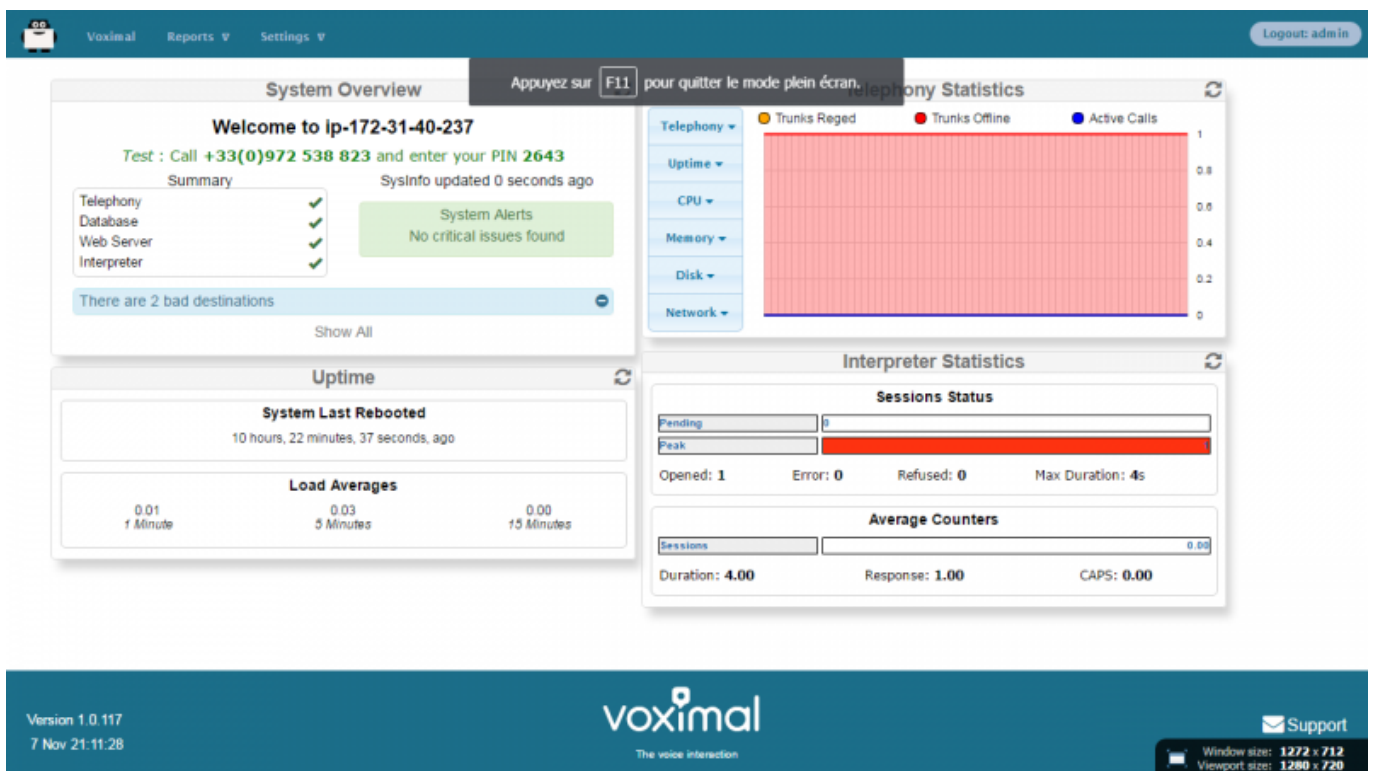 Voximal Reports ∇ Settings ∇ Logout: admin
Appuyez sur F11 pour quitter le mode plein écran.
System Overview
Welcome to ip-172-31-40-237
Test : Call +33(0)972 538 823 and enter your PIN 2643
Summary
SysInfo updated 0 seconds ago
Telephony
Database
Web Server
Interpreter
System Alerts
No critical issues found
There are 2 bad destinations
Show All
Uptime
System Last Rebooted
10 hours, 22 minutes, 37 seconds, ago
Load Averages
0.01 0.03 0.00
1 Minute 5 Minutes 15 Minutes
Telephony Statistics
Telephony
Uptime
CPU
Memory
Disk
Network
Trunks Reged Trunks Offline Active Calls
1
0.8
0.6
0.4
0.2
0
Interpreter Statistics
Sessions Status
Pending 0
Peak 1
Opened: 1 Error: 0 Refused: 0 Max Duration: 4s
Average Counters
Sessions 0.00
Duration: 4.00 Response: 1.00 CAPS: 0.00
Version 1.0.117
7 Nov 21:11:28
voximal
The voice interaction
Support
Window size: 1272 x 712
Viewport size: 1280 x 720